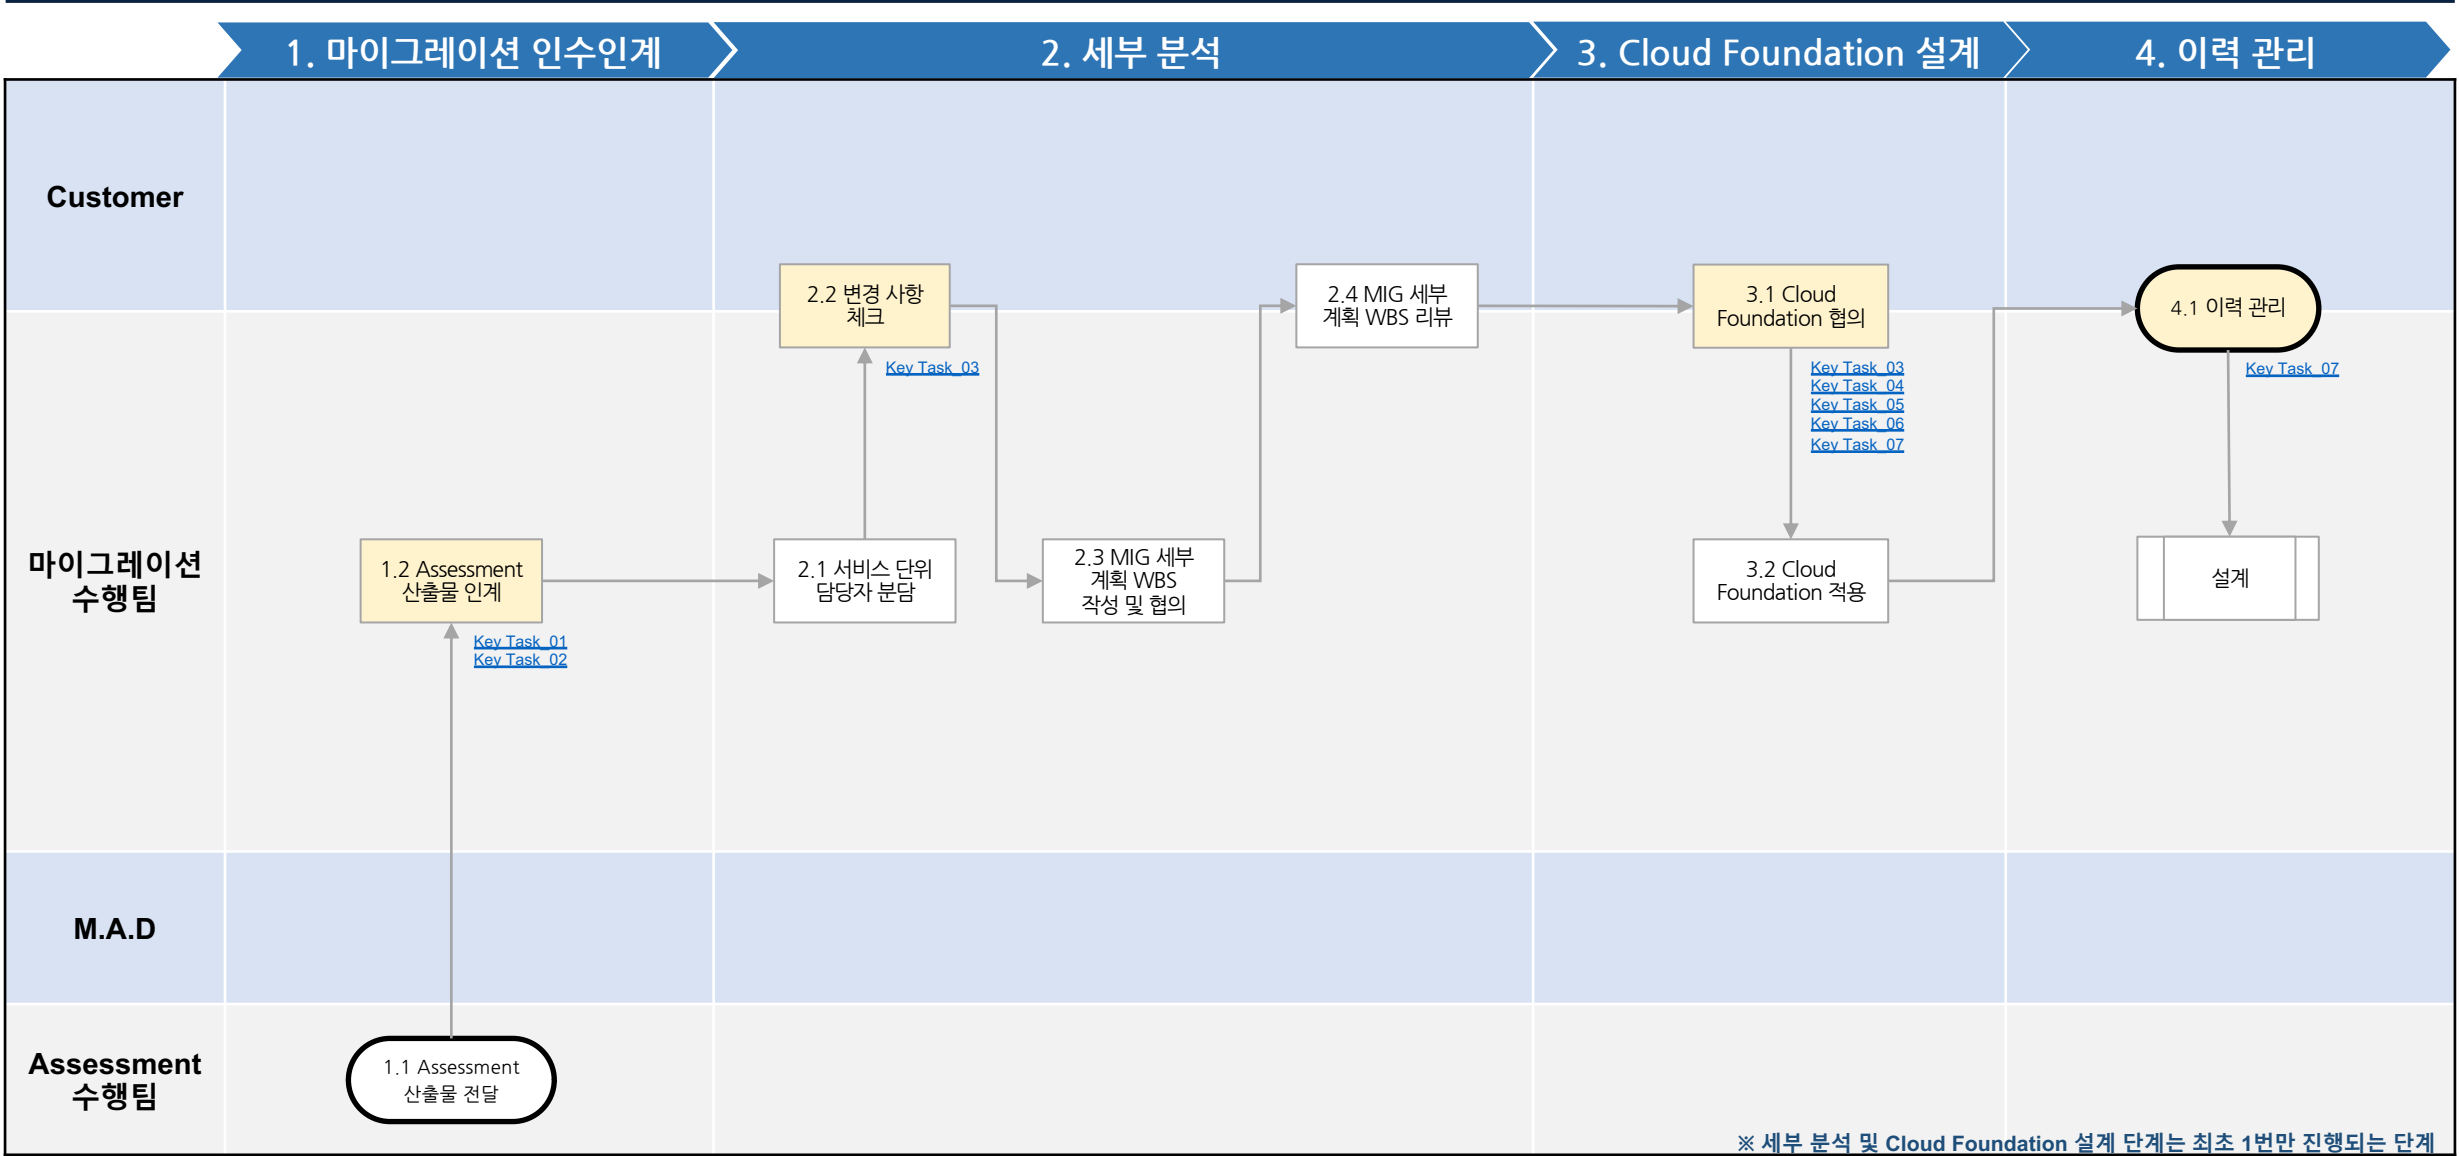 1. 마이그레이션 인수인계
2. 세부 분석
3. Cloud Foundation 설계
4. 이력 관리
Customer
2.2 변경 사항
체크
2.4 MIG 세부
계획 WBS 리뷰
3.1 Cloud
Foundation 협의
4.1 이력 관리
Key Task_03
Key Task_03
Key Task_04
Key Task_05
Key Task_06
Key Task_07
Key Task_07
마이그레이션
수행팀
1.2 Assessment
산출물 인계
2.1 서비스 단위
담당자 분담
2.3 MIG 세부
계획 WBS
작성 및 협의
3.2 Cloud
Foundation 적용
설계
Key Task_01
Key Task_02
M.A.D
Assessment
수행팀
1.1 Assessment
산출물 전달
※ 세부 분석 및 Cloud Foundation 설계 단계는 최초 1번만 진행되는 단계